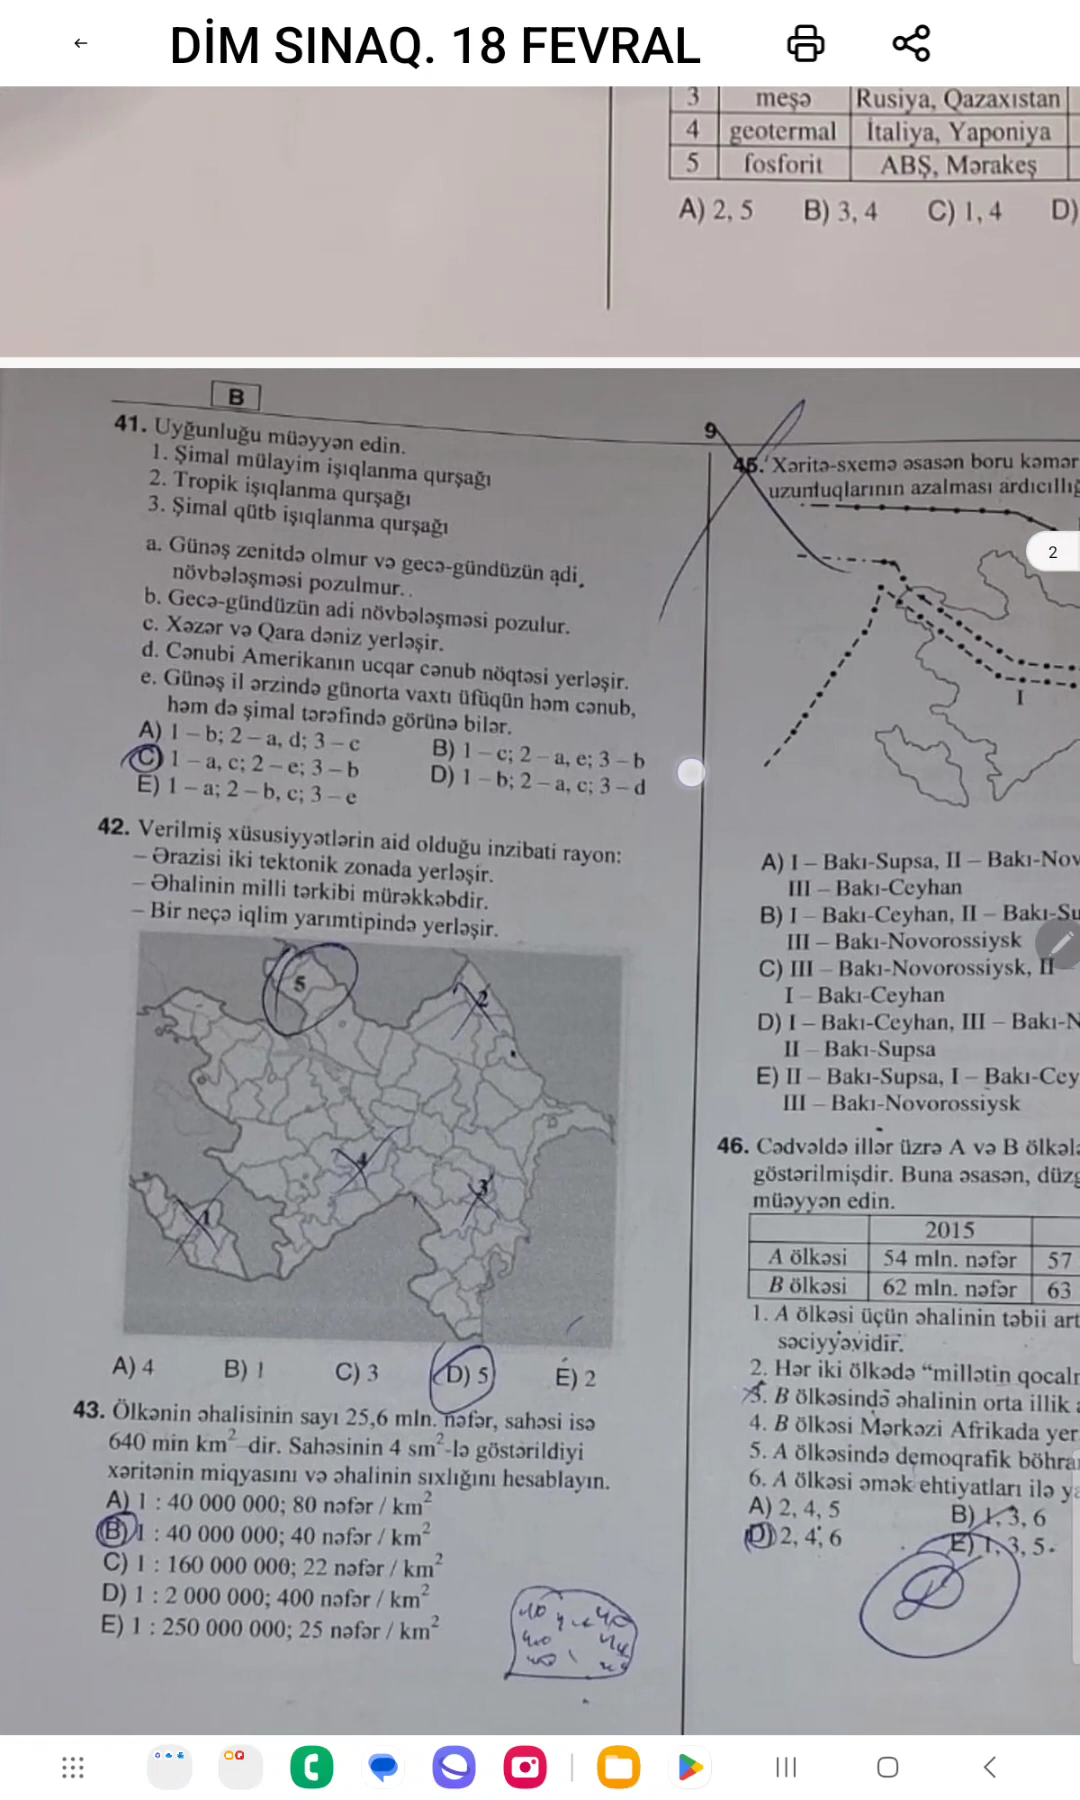 DİM SINAQ. 18 FEVRAL
3 meşə Rusiya, Qazaxıstan
4 geotermal İtaliya, Yaponiya
5 fosforit ABŞ, Mərakeş
A) 2, 5 B) 3, 4 C) 1, 4 D)
2
B
9
41. Uyğunluğu müəyyən edin.
1. Şimal mülayim işıqlanma qurşağı
2. Tropik işıqlanma qurşağı
3. Şimal qütb işıqlanma qurşağı
a. Günəş zenitdə olmur və gecə-gündüzün adi
növbələşməsi pozulmur.
b. Gecə-gündüzün adi növbələşməsi pozulur.
c. Xəzər və Qara dəniz yerləşir.
d. Cənubi Amerikanın ucqar cənub nöqtəsi yerləşir.
e. Günəş il ərzində günorta vaxtı üfüqün həm cənub,
həm də şimal tərəfində görünə bilər.
A) 1 – b; 2 – a, d; 3 – c B) 1 – c; 2 – a, e; 3 – b
C) 1 – a, c; 2 – e; 3 – b D) 1 – b; 2 – a, c; 3 – d
E) 1 – a; 2 – b, c; 3 – e
42. Verilmiş xüsusiyyətlərin aid olduğu inzibati rayon:
– Ərazisi iki tektonik zonada yerləşir.
– Əhalinin milli tərkibi mürəkkəbdir.
– Bir neçə iqlim yarımtipində yerləşir.
5
2
4
3
1
A) 4 B) 1 C) 3 D) 5 E) 2
43. Ölkənin əhalisinin sayı 25,6 mln. nəfər, sahəsi isə
640 min km²-dir. Sahəsinin 4 sm²-lə göstərildiyi
xəritənin miqyasını və əhalinin sıxlığını hesablayın.
A) 1 : 40 000 000; 80 nəfər / km²
B) 1 : 40 000 000; 40 nəfər / km²
C) 1 : 160 000 000; 22 nəfər / km²
D) 1 : 2 000 000; 400 nəfər / km²
E) 1 : 250 000 000; 25 nəfər / km²
45. Xəritə-sxemə əsasən boru kəmər
uzunluqlarının azalması ardıcıllığ
I
A) I – Bakı-Supsa, II – Bakı-Nov
III – Bakı-Ceyhan
B) I – Bakı-Ceyhan, II – Bakı-Su
III – Bakı-Novorossiysk
C) III – Bakı-Novorossiysk, II
I – Bakı-Ceyhan
D) I – Bakı-Ceyhan, III – Bakı-N
II – Bakı-Supsa
E) II – Bakı-Supsa, I – Bakı-Cey
III – Bakı-Novorossiysk
46. Cədvəldə illər üzrə A və B ölkələ
göstərilmişdir. Buna əsasən, düzg
müəyyən edin.
2015
A ölkəsi 54 mln. nəfər 57
B ölkəsi 62 mln. nəfər 63
1. A ölkəsi üçün əhalinin təbii art
səciyyəvidir.
2. Hər iki ölkədə “millətin qocalm
3. B ölkəsində əhalinin orta illik a
4. B ölkəsi Mərkəzi Afrikada yer
5. A ölkəsində demoqrafik böhra
6. A ölkəsi əmək ehtiyatları ilə ya
A) 2, 4, 5 B) 1, 3, 6
D) 2, 4, 6 E) 1, 3, 5